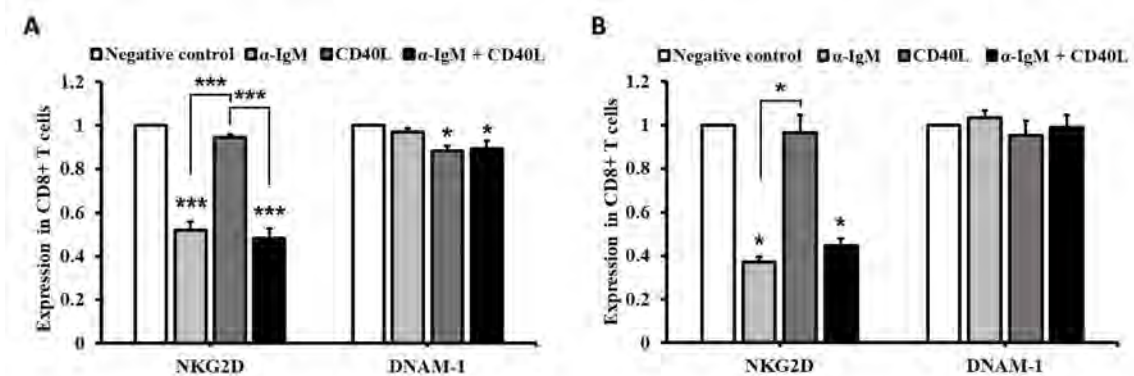 A
Negative control α-IgM CD40L α-IgM + CD40L
Expression in CD8+ T cells
1.2
1
0.8
0.6
0.4
0.2
0
***
***
***
***
*
*
NKG2D
DNAM-1
B
Negative control α-IgM CD40L α-IgM + CD40L
Expression in CD8+ T cells
1.2
1
0.8
0.6
0.4
0.2
0
*
*
*
NKG2D
DNAM-1